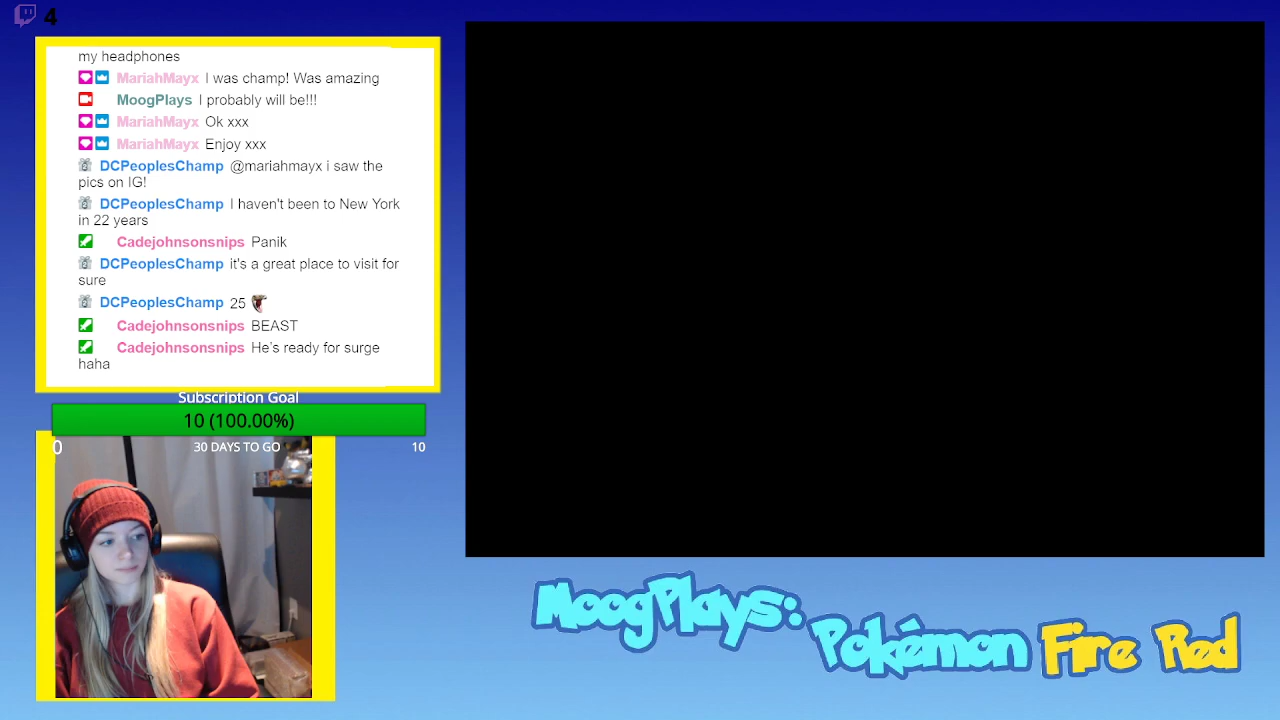 4
my headphones
MariahMayx I was champ! Was amazing
MoogPlays I probably will be!!!
MariahMayx Ok xxx
MariahMayx Enjoy xxx
DCPeoplesChamp @mariahmayx i saw the
pics on IG!
DCPeoplesChamp I haven't been to New York
in 22 years
Cadejohnsonsnips Panik
DCPeoplesChamp it's a great place to visit for
sure
DCPeoplesChamp 25
Cadejohnsonsnips BEAST
Cadejohnsonsnips He's ready for surge
haha
Subscription Goal
10 (100.00%)
0 30 DAYS TO GO 10
MoogPlays:
Pokémon Fire Red